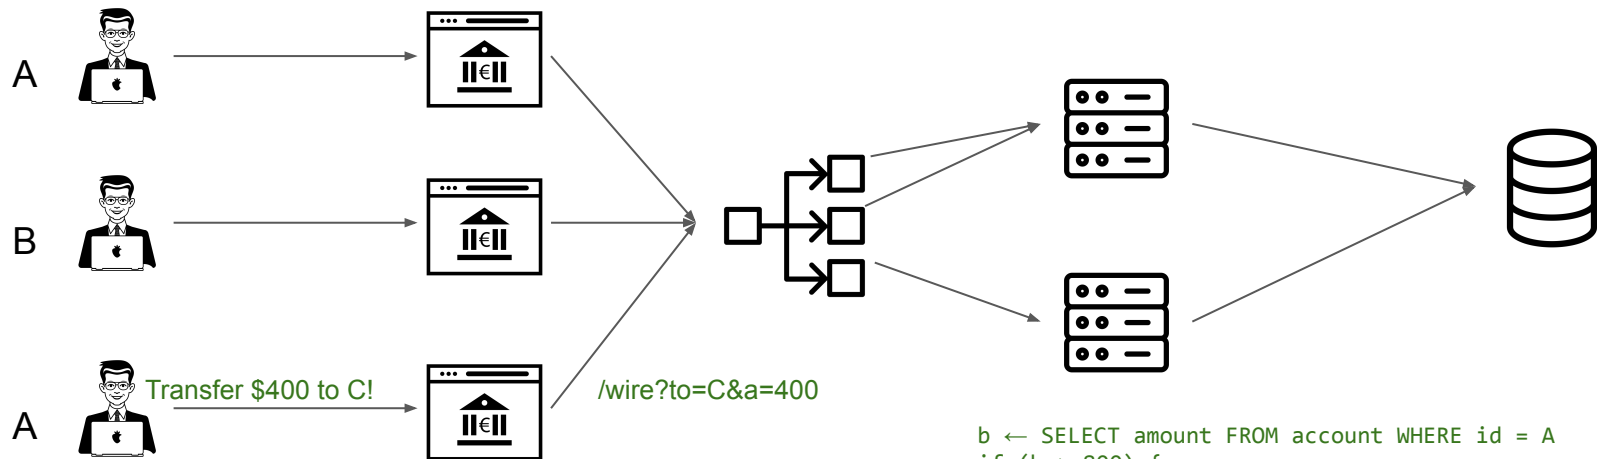 A
B
Transfer $400 to C!
/wire?to=C&a=400
A
b ← SELECT amount FROM account WHERE id = A